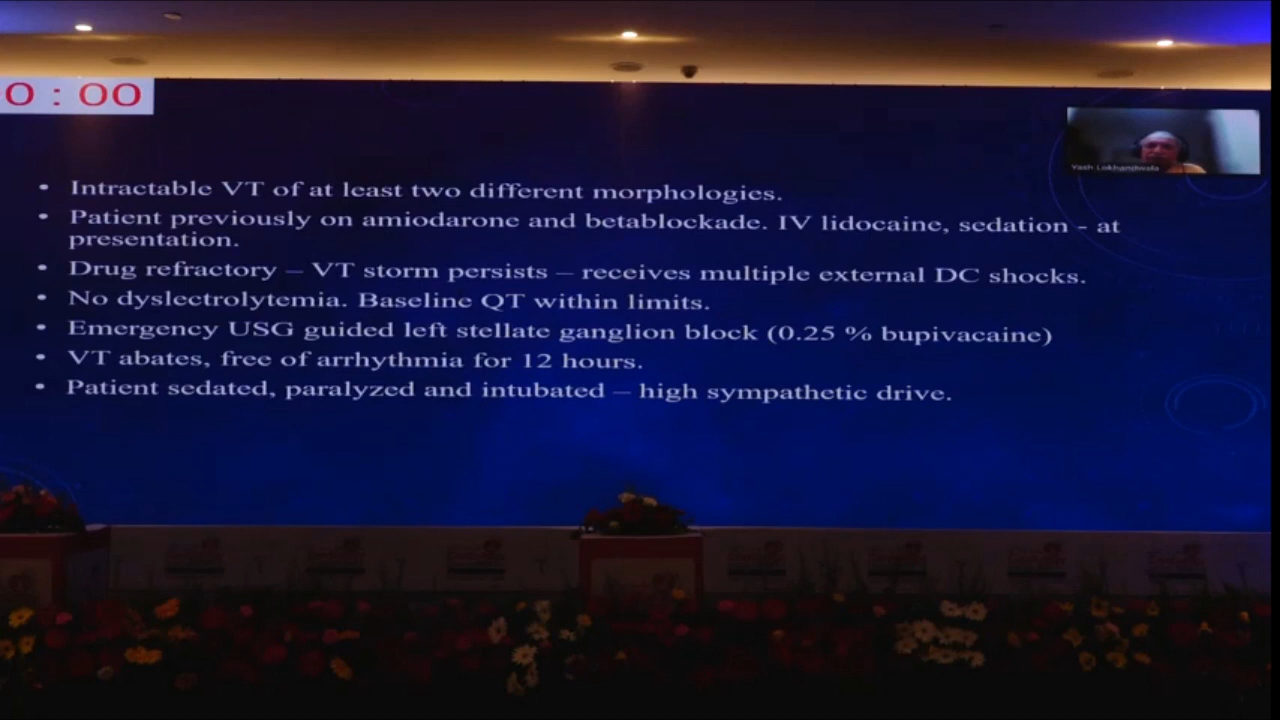 0 : 00
Yash Lokhandwala
• Intractable VT of at least two different morphologies.
• Patient previously on amiodarone and betablockade. IV lidocaine, sedation - at
presentation.
• Drug refractory – VT storm persists – receives multiple external DC shocks.
• No dyslectrolytemia. Baseline QT within limits.
• Emergency USG guided left stellate ganglion block (0.25 % bupivacaine)
• VT abates, free of arrhythmia for 12 hours.
• Patient sedated, paralyzed and intubated – high sympathetic drive.